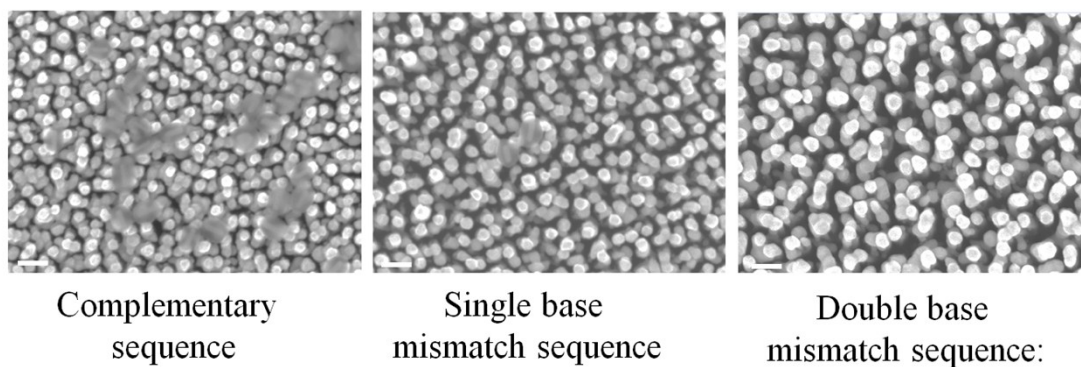 Complementary
sequence
Single base
mismatch sequence
Double base
mismatch sequence: